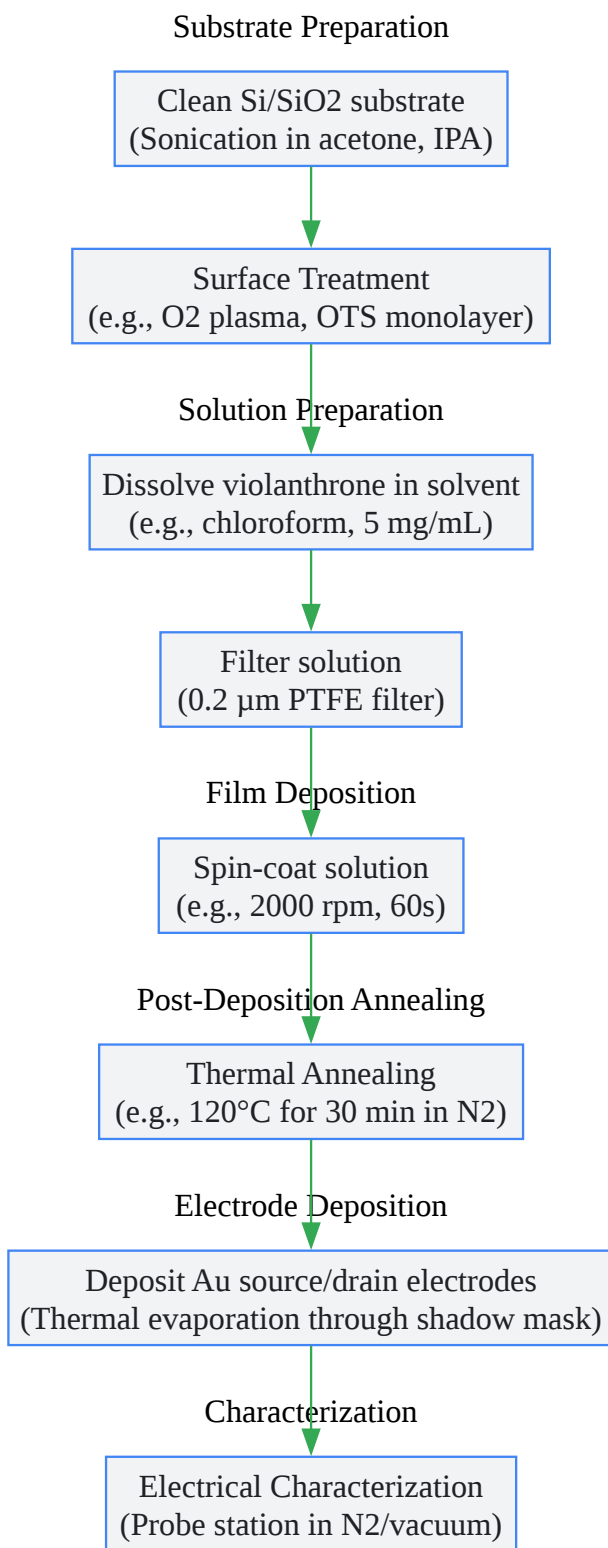 Substrate Preparation
Clean Si/SiO2 substrate
(Sonication in acetone, IPA)
Surface Treatment
(e.g., O2 plasma, OTS monolayer)
Solution Preparation
Dissolve violanthrone in solvent
(e.g., chloroform, 5 mg/mL)
Filter solution
(0.2 µm PTFE filter)
Film Deposition
Spin-coat solution
(e.g., 2000 rpm, 60s)
Post-Deposition Annealing
Thermal Annealing
(e.g., 120°C for 30 min in N2)
Electrode Deposition
Deposit Au source/drain electrodes
(Thermal evaporation through shadow mask)
Characterization
Electrical Characterization
(Probe station in N2/vacuum)